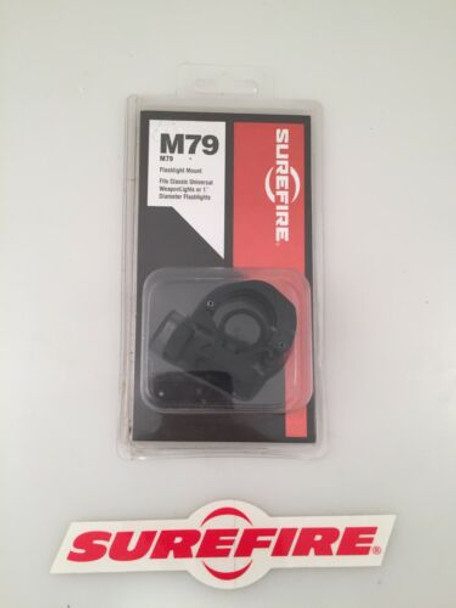 M79
M79
Flashlight Mount
Fits Classic Universal
WeaponLights or 1"
Diameter Flashlights
SUREFIRE®
SUREFIRE®